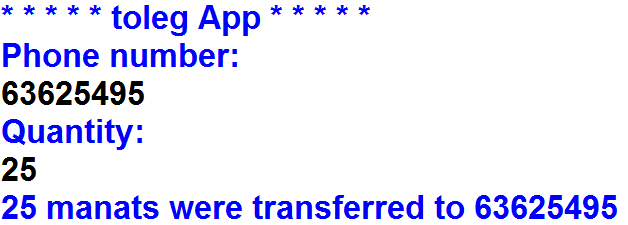 * * * * * toleg App * * * * *
Phone number:
63625495
Quantity:
25
25 manats were transferred to 63625495